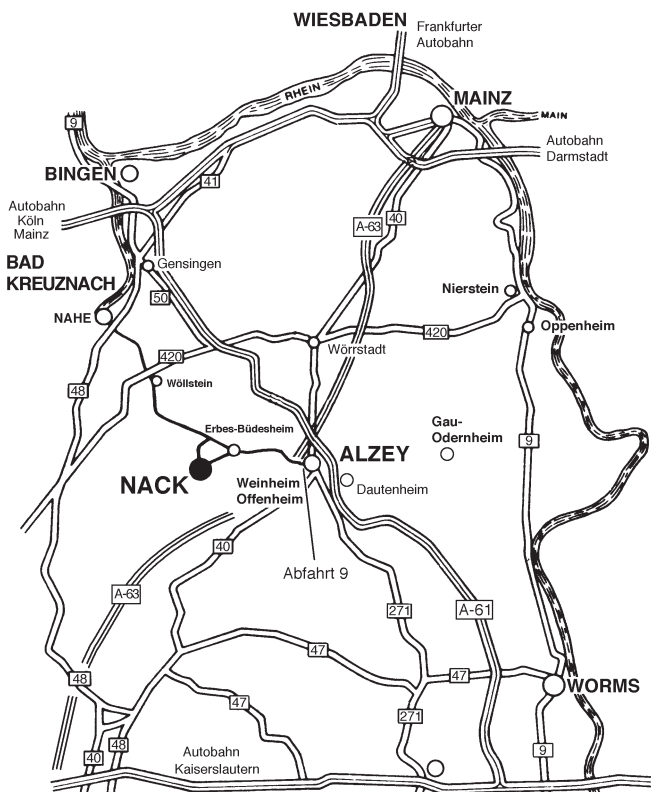 WIESBADEN
Frankfurter
Autobahn
RHEIN
MAINZ
MAIN
9
Autobahn
Darmstadt
BINGEN
41
Autobahn
Köln
Mainz
A-63
40
BAD
KREUZNACH
Gensingen
Nierstein
50
NAHE
Oppenheim
420
Wörrstadt
420
Wöllstein
48
Erbes-Büdesheim
Gau-
Odernheim
9
ALZEY
NACK
Weinheim
Offenheim
Dautenheim
40
Abfahrt 9
A-63
271
A-61
47
47
48
WORMS
47
271
48
9
40
Autobahn
Kaiserslautern